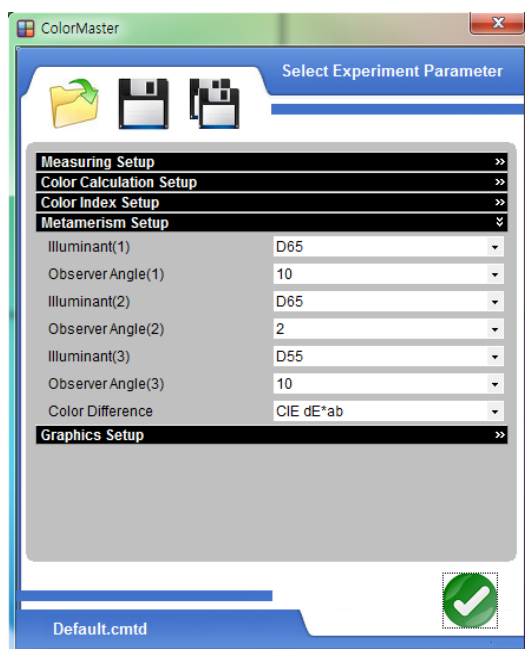 ColorMaster
Select Experiment Parameter
Measuring Setup
Color Calculation Setup
Color Index Setup
Metamerism Setup
Illuminant(1) D65
Observer Angle(1) 10
Illuminant(2) D65
Observer Angle(2) 2
Illuminant(3) D55
Observer Angle(3) 10
Color Difference CIE dE*ab
Graphics Setup
Default.cmtd